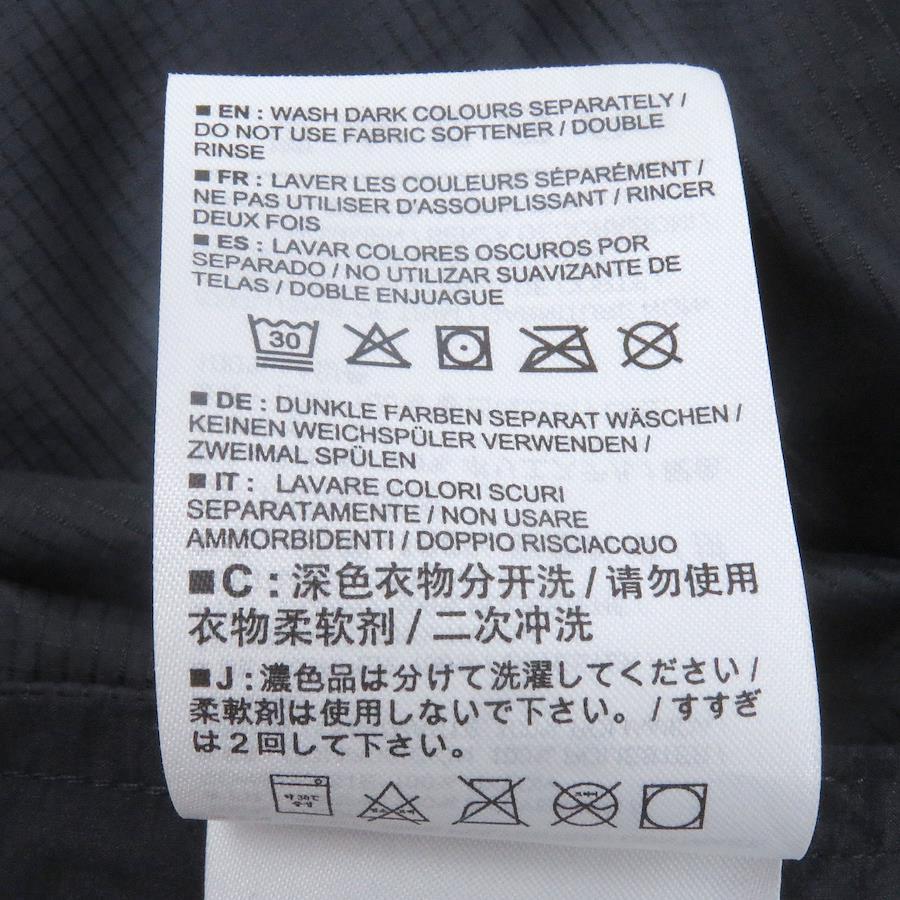 ■ EN : WASH DARK COLOURS SEPARATELY /
DO NOT USE FABRIC SOFTENER / DOUBLE
RINSE
■ FR : LAVER LES COULEURS SÉPARÉMENT /
NE PAS UTILISER D'ASSOUPLISSANT / RINCER
DEUX FOIS
■ ES : LAVAR COLORES OSCUROS POR
SEPARADO / NO UTILIZAR SUAVIZANTE DE
TELAS / DOBLE ENJUAGUE
30
■ DE : DUNKLE FARBEN SEPARAT WÄSCHEN /
KEINEN WEICHSPÜLER VERWENDEN /
ZWEIMAL SPÜLEN
■ IT : LAVARE COLORI SCURI
SEPARATAMENTE / NON USARE
AMMORBIDENTI / DOPPIO RISCIACQUO
■C : 深色衣物分开洗 / 请勿使用
衣物柔软剂 / 二次冲洗
■J : 濃色品は分けて洗濯してください /
柔軟剤は使用しないで下さい。/ すすぎ
は2回して下さい。
약 30℃
중성